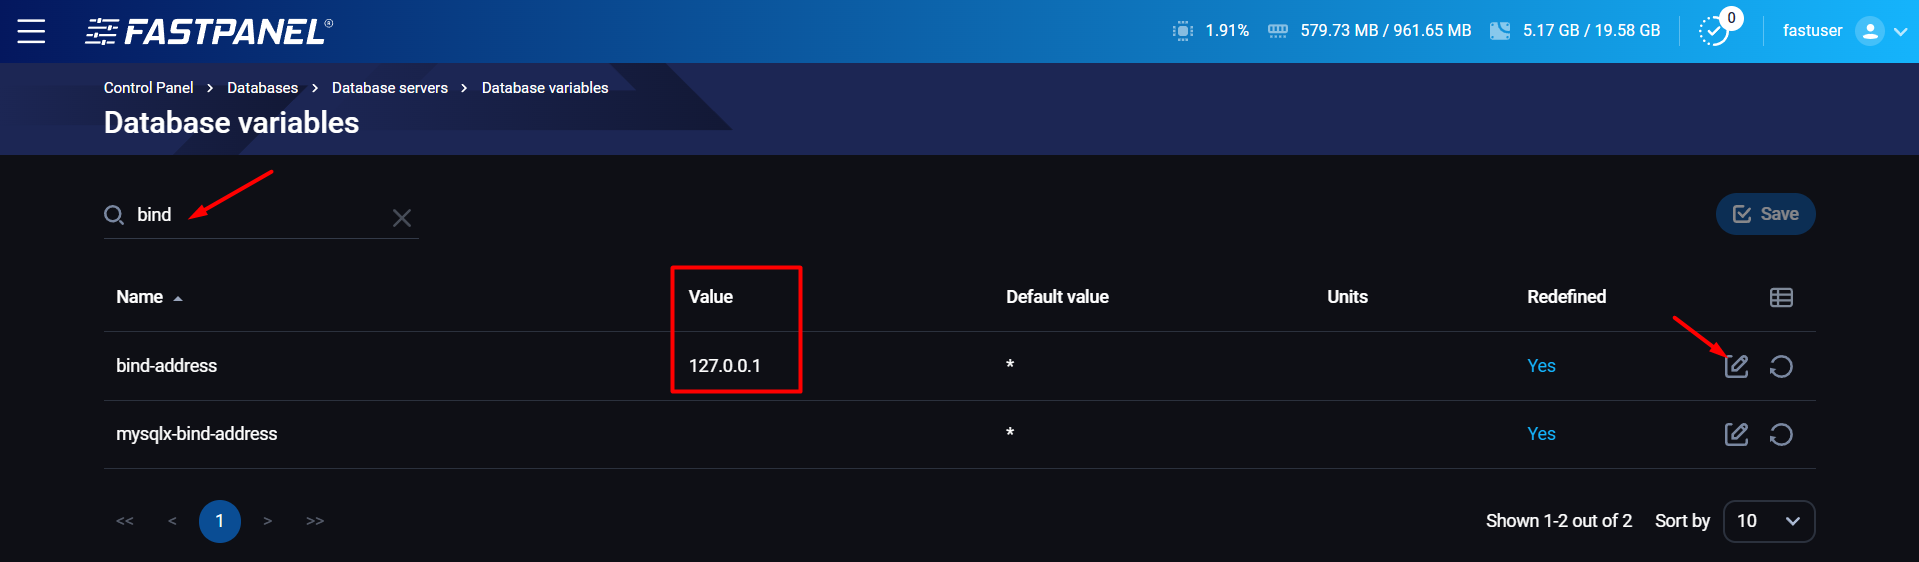 FASTPANEL®
1.91% 579.73 MB / 961.65 MB 5.17 GB / 19.58 GB 0 fastuser
Control Panel > Databases > Database servers > Database variables
Database variables
bind
Save
Name Value Default value Units Redefined
bind-address 127.0.0.1 * Yes
mysqlx-bind-address * Yes
<< < 1 > >> Shown 1-2 out of 2 Sort by 10